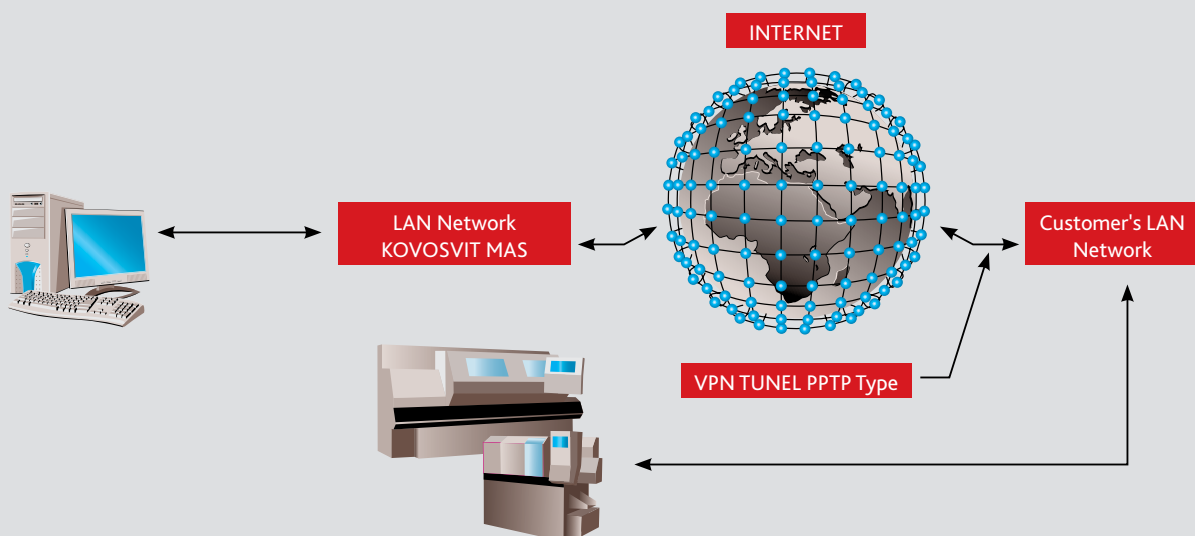 INTERNET
LAN Network
KOVOSVIT MAS
Customer's LAN
Network
VPN TUNEL PPTP Type